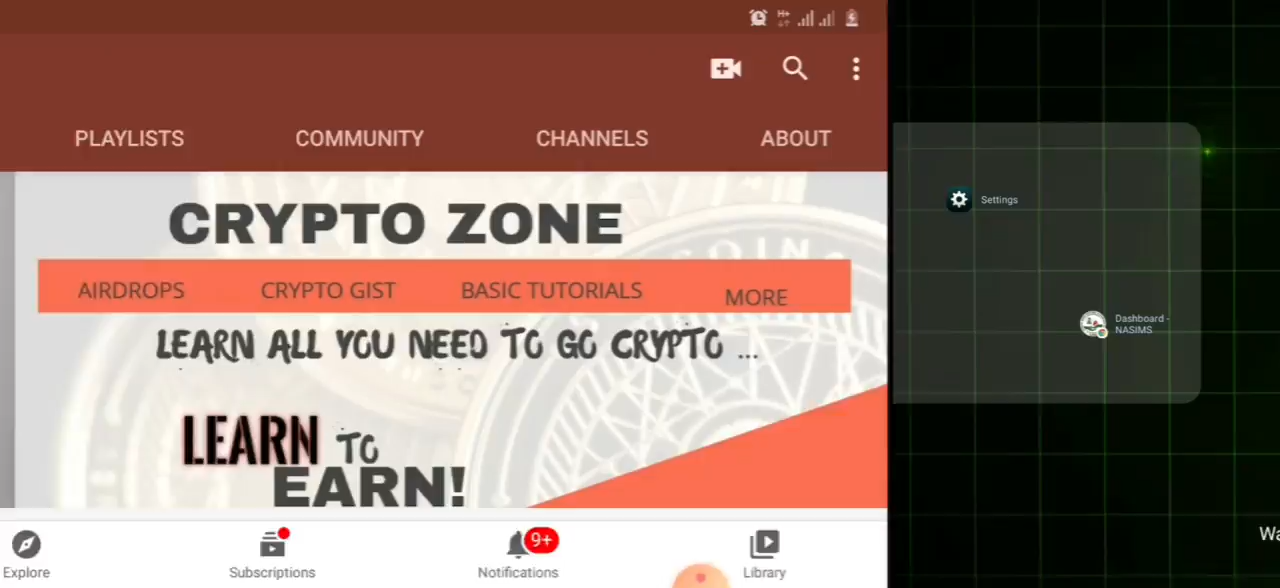 H+
PLAYLISTS COMMUNITY CHANNELS ABOUT
CRYPTO ZONE
AIRDROPS CRYPTO GIST BASIC TUTORIALS MORE
LEARN ALL YOU NEED TO GO CRYPTO ...
LEARN TO
EARN!
Explore Subscriptions Notifications Library
9+
Settings
Dashboard -
NASIMS
Wa